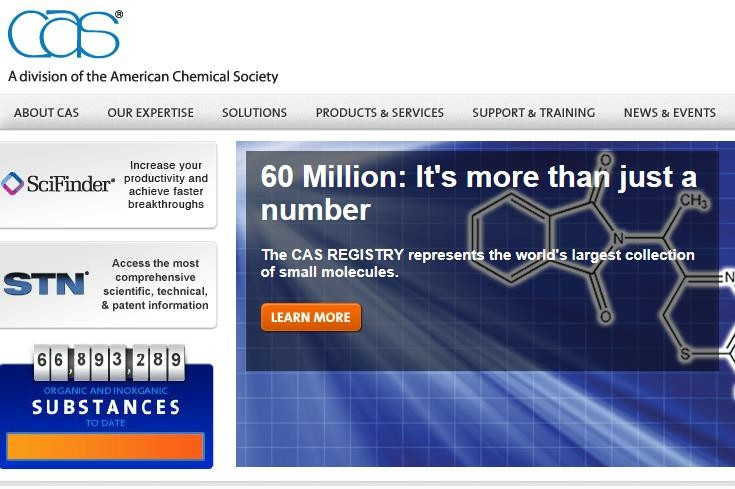 cas®
A division of the American Chemical Society
ABOUT CAS OUR EXPERTISE SOLUTIONS PRODUCTS & SERVICES SUPPORT & TRAINING NEWS & EVENTS
SciFinder®
Increase your
productivity and
achieve faster
breakthroughs
STN®
Access the most
comprehensive
scientific, technical,
& patent information
66,893,289
ORGANIC AND INORGANIC
SUBSTANCES
TO DATE
60 Million: It's more than just a
number
The CAS REGISTRY represents the world's largest collection
of small molecules.
LEARN MORE
O
CH₃
N
N
O
S